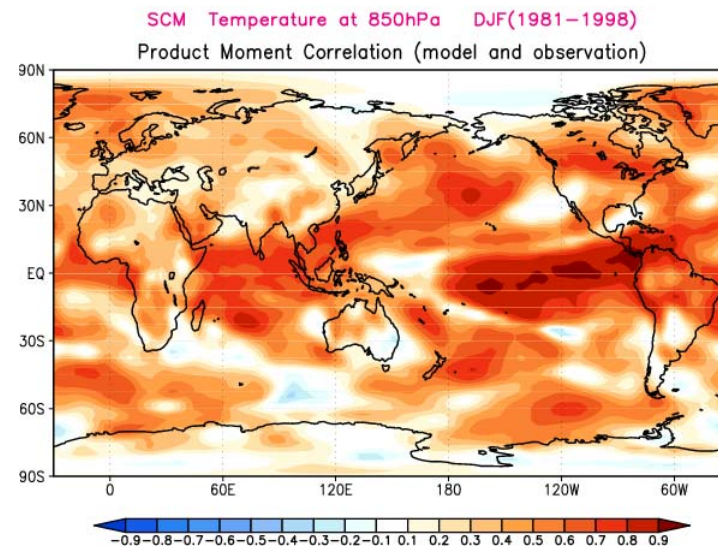 SCM Temperature at 850hPa DJF(1981−1998)
Product Moment Correlation (model and observation)
90N
60N
30N
EQ
30S
60S
90S
0 60E 120E 180 120W 60W
−0.9 −0.8 −0.7 −0.6 −0.5 −0.4 −0.3 −0.2 −0.1 0.1 0.2 0.3 0.4 0.5 0.6 0.7 0.8 0.9